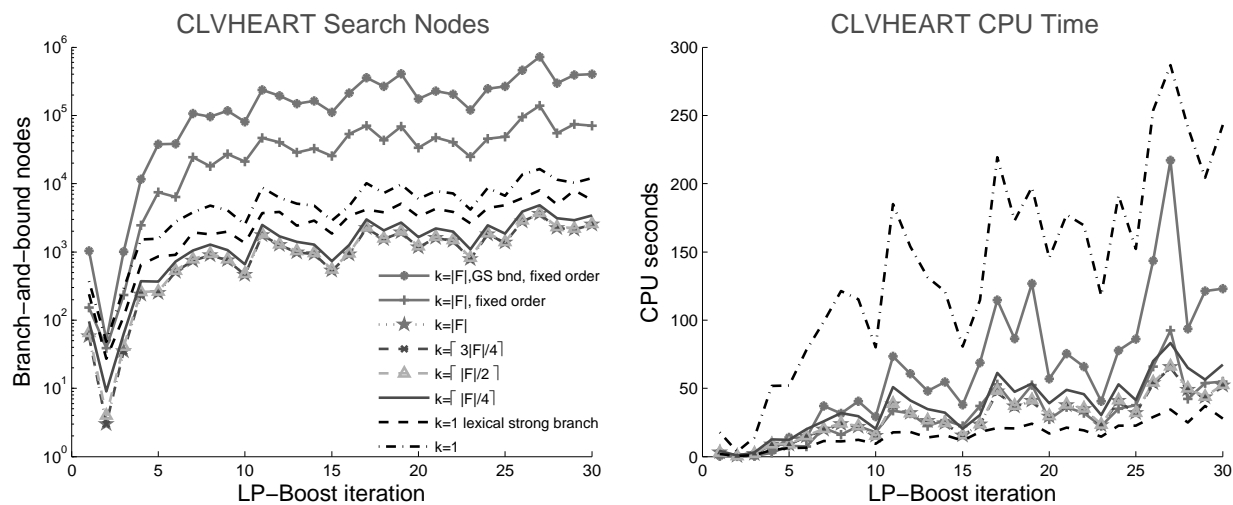 CLVHEART Search Nodes
10^6
10^5
10^4
10^3
10^2
10^1
10^0
Branch−and−bound nodes
k=|F|,GS bnd, fixed order
k=|F|, fixed order
k=|F|
k=⌈ 3|F|/4⌉
k=⌈ |F|/2 ⌉
k=⌈ |F|/4⌉
k=1 lexical strong branch
k=1
0 5 10 15 20 25 30
LP−Boost iteration
CLVHEART CPU Time
300
250
200
150
100
50
0
CPU seconds
0 5 10 15 20 25 30
LP−Boost iteration